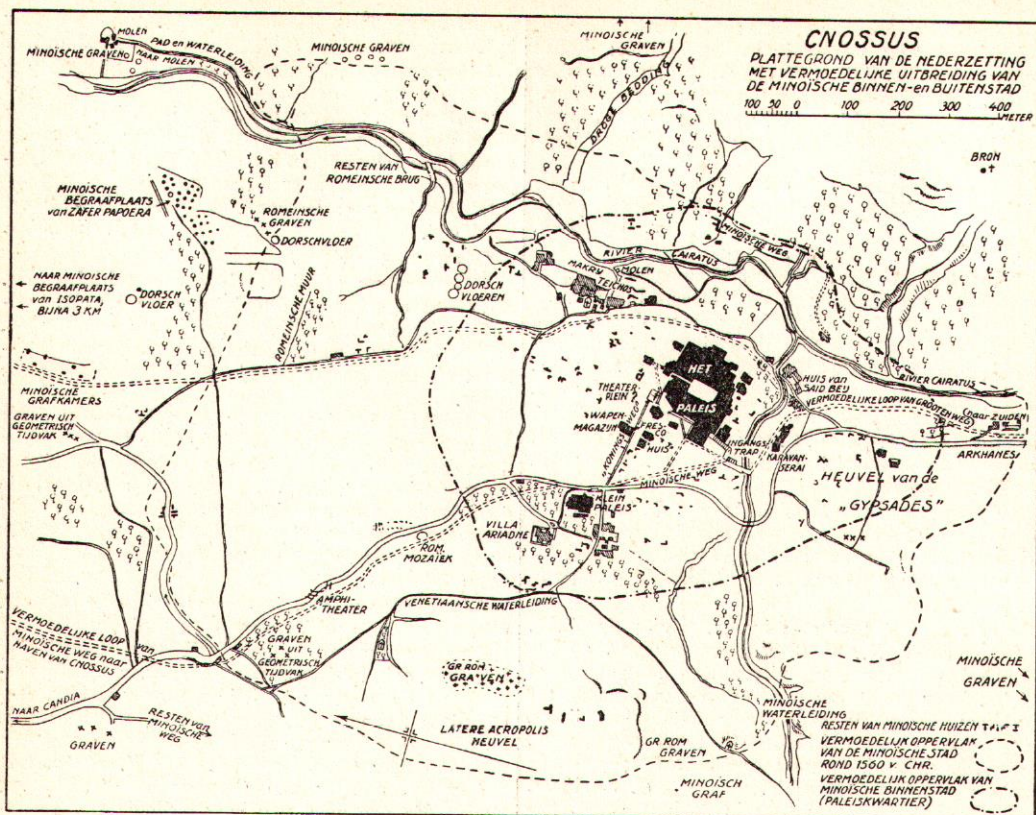 CNOSSUS
PLATTEGROND VAN DE NEDERZETTING
MET VERMOEDELIJKE UITBREIDING VAN
DE MINOÏSCHE BINNEN-en BUITENSTAD
100 50 0 100 200 300 400
METER
MOLEN
MINOÏSCHE GRAVEN
NAAR MOLEN
PAD en WATERLEIDING
MINOÏSCHE GRAVEN
MINOÏSCHE
GRAVEN
DROGE BEDDING
BRON
RESTEN VAN
ROMEINSCHE BRUG
MINOÏSCHE
BEGRAAFPLAATS
van ZAFER PAPOERA
ROMEINSCHE
GRAVEN
DORSCHVLOER
MINOÏSCHE WEG
RIVIER
CAIRATUS
MAKRY
TEICHOS
MOLEN
NAAR MINOÏSCHE
BEGRAAFPLAATS
van ISOPATA,
BIJNA 3 KM
DORSCH
VLOER
DORSCH
VLOEREN
ROMEINSCHE MUUR
MINOÏSCHE
GRAFKAMERS
HET
PALEIS
THEATER
PLEIN
HUIS van
SAID BEIJ
RIVIER CAIRATUS
VERMOEDELIJKE LOOP VAN GROOTEN WEG
(naar ZUIDEN)
GRAVEN UIT
GEOMETRISCH
TIJDVAK
WAPEN-
MAGAZIJN
KONINGSWEG
FRES-
CO
HUIS
INGANGS
TRAP
KARAVAN-
SERAI
ARKHANES
MINOÏSCHE WEG
HEUVEL van de
„GYPSADES"
„KLEIN
PALEIS"
VILLA
ARIADNE
ROM.
MOZAÏEK
AMPHI-
THEATER
VENETIAANSCHE WATERLEIDING
VERMOEDELIJKE LOOP van
MINOÏSCHE WEG naar
HAVEN VAN CNOSSUS
GRAVEN
UIT
GEOMETRISCH
TIJDVAK
GR ROM
GRAVEN
MINOÏSCHE
GRAVEN
NAAR CANDIA
GRAVEN
RESTEN van
MINOÏSCHE
WEG
LATERE ACROPOLIS
HEUVEL
GR. ROM
GRAVEN
MINOÏSCH
GRAF
MINOÏSCHE
WATERLEIDING
RESTEN VAN MINOÏSCHE HUIZEN
VERMOEDELIJK OPPERVLAK
VAN DE MINOÏSCHE STAD
ROND 1560 v. CHR.
VERMOEDELIJK OPPERVLAK VAN
MINOÏSCHE BINNENSTAD
(PALEISKWARTIER)